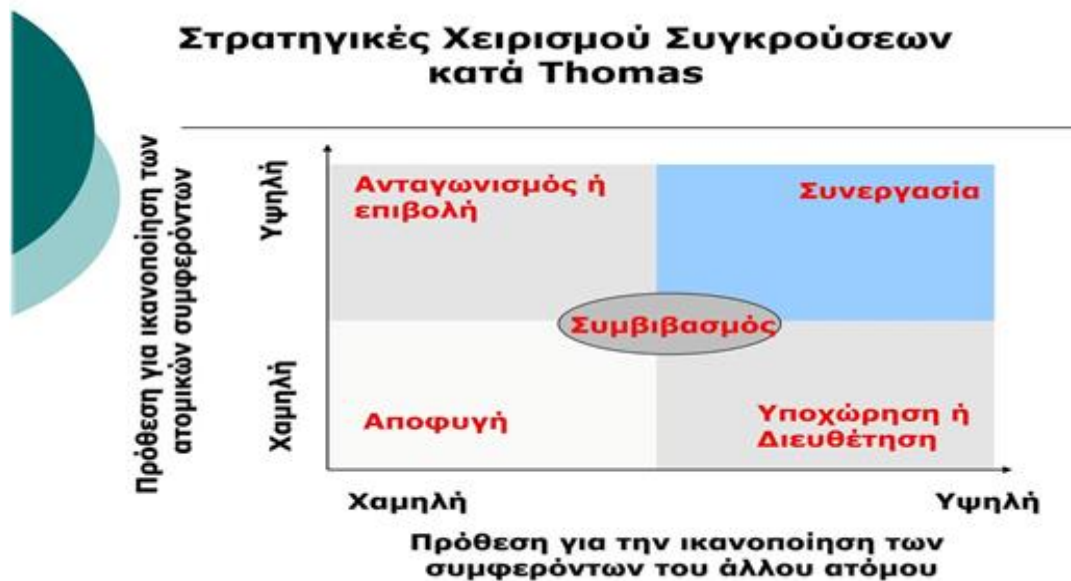 Στρατηγικές Χειρισμού Συγκρούσεων
κατά Thomas
Πρόθεση για ικανοποίηση των
ατομικών συμφερόντων
Υψηλή
Χαμηλή
Ανταγωνισμός ή
επιβολή
Συνεργασία
Συμβιβασμός
Αποφυγή
Υποχώρηση ή
Διευθέτηση
Χαμηλή
Υψηλή
Πρόθεση για την ικανοποίηση των
συμφερόντων του άλλου ατόμου